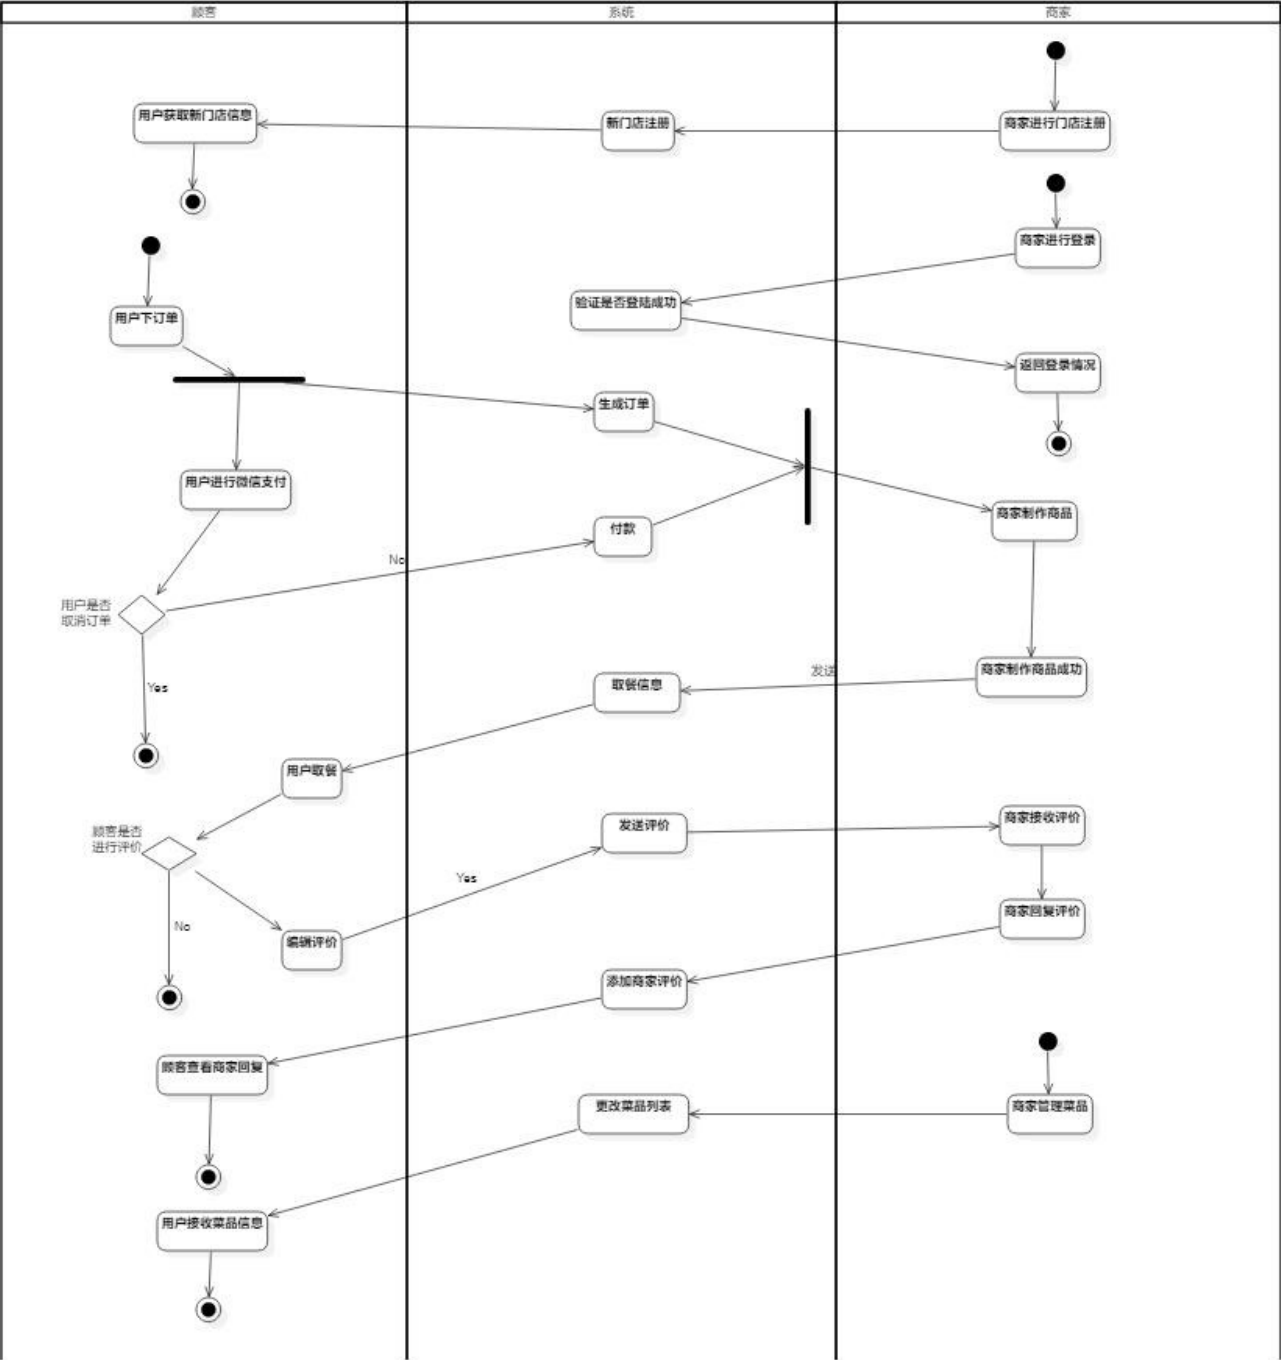 顾客
系统
商家
用户获取新门店信息
新门店注册
商家进行门店注册
商家进行登录
验证是否登陆成功
用户下订单
返回登录情况
生成订单
用户进行微信支付
商家制作商品
付款
No
用户是否
取消订单
Yes
发送
商家制作商品成功
取餐信息
用户取餐
顾客是否
进行评价
发送评价
商家接收评价
Yes
No
编辑评价
商家回复评价
添加商家评价
顾客查看商家回复
更改菜品列表
商家管理菜品
用户接收菜品信息